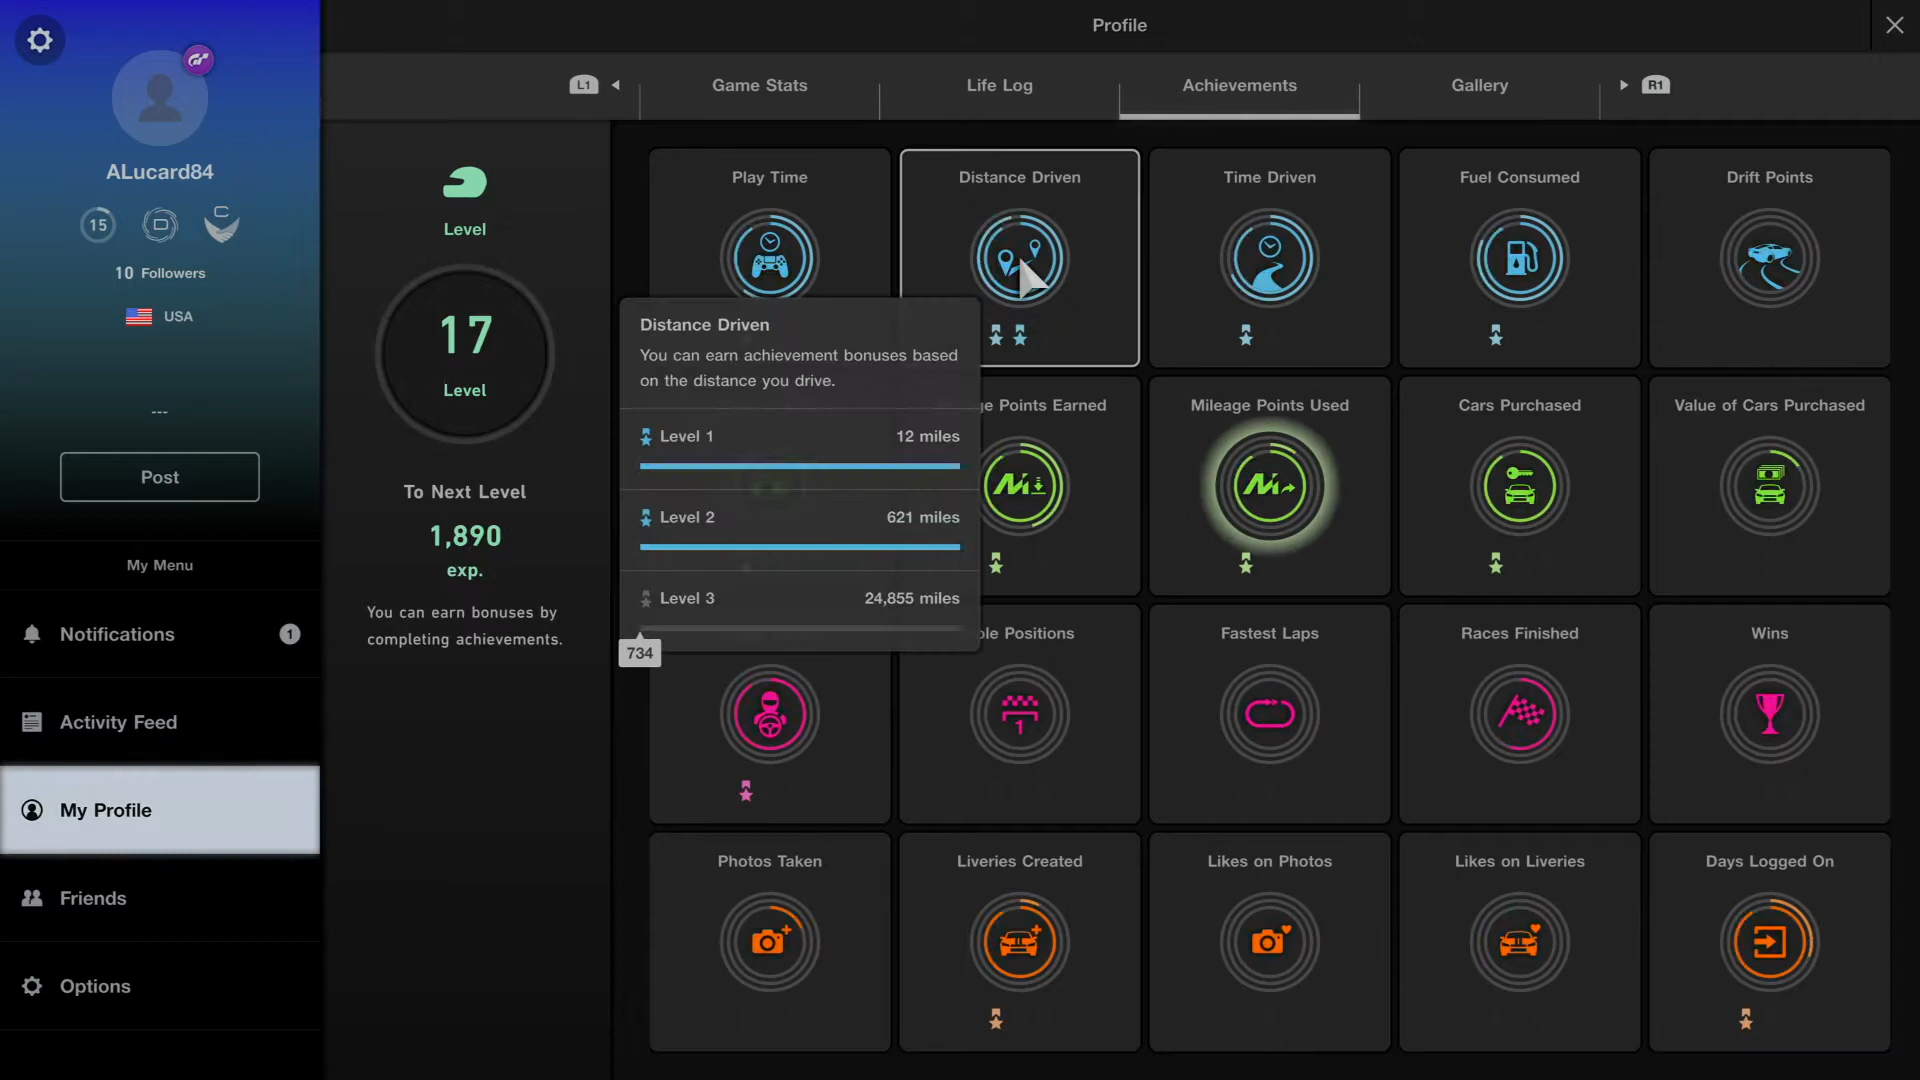 Profile
L1
Game Stats
Life Log
Achievements
Gallery
R1
ALucard84
15
D
C
10 Followers
USA
---
Post
My Menu
Notifications
1
Activity Feed
My Profile
Friends
Options
Level
17
Level
To Next Level
1,890
exp.
You can earn bonuses by
completing achievements.
Play Time
Distance Driven
Time Driven
Fuel Consumed
Drift Points
Distance Driven
You can earn achievement bonuses based
on the distance you drive.
Level 1
12 miles
Level 2
621 miles
Level 3
24,855 miles
734
e Points Earned
Mileage Points Used
Cars Purchased
Value of Cars Purchased
ole Positions
1
Fastest Laps
Races Finished
Wins
Photos Taken
Liveries Created
Likes on Photos
Likes on Liveries
Days Logged On